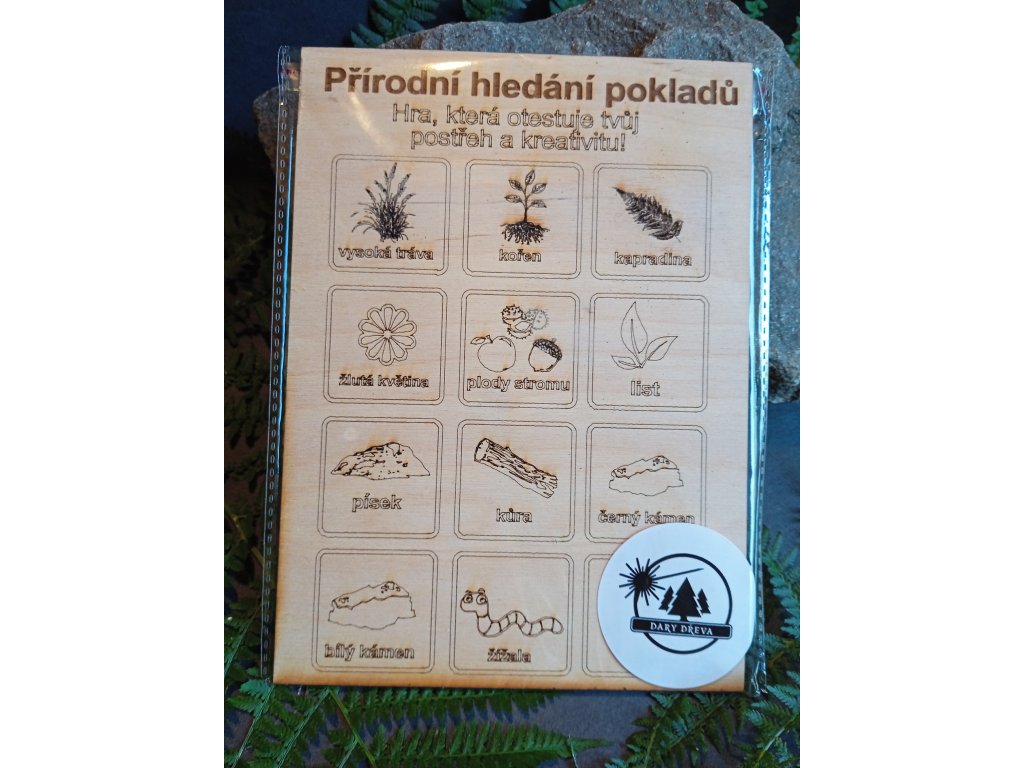 Přírodní hledání pokladů
Hra, která otestuje tvůj
postřeh a kreativitu!
vysoká tráva
kořen
kapradina
žlutá květina
plody stromu
list
písek
kůra
černý kámen
bílý kámen
žížala
DARY DŘEVA